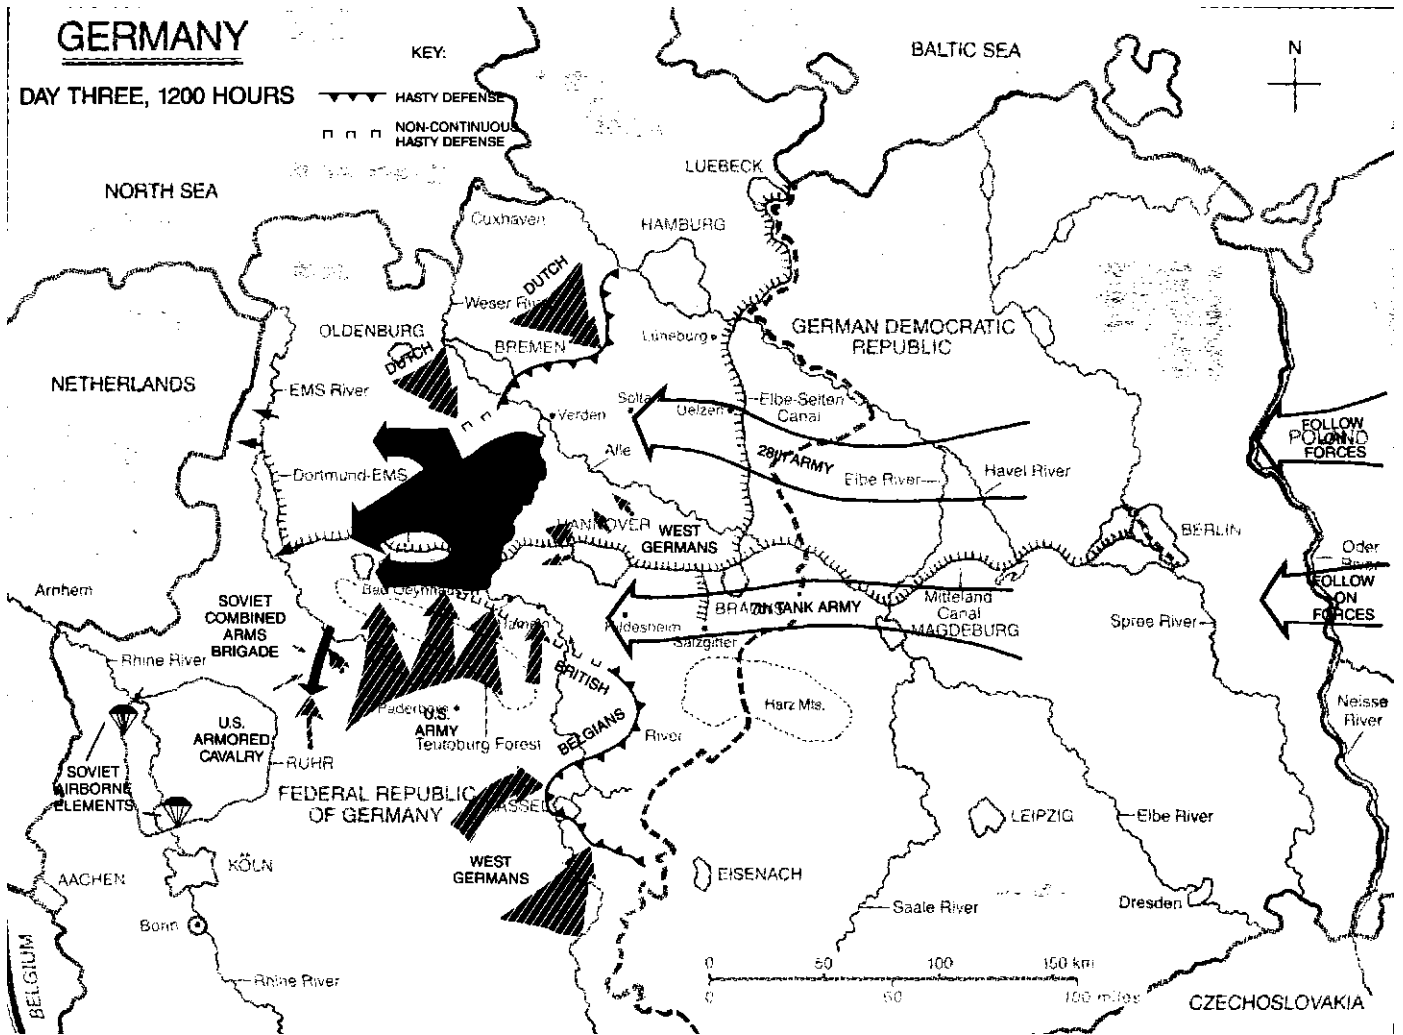 GERMANY
DAY THREE, 1200 HOURS
KEY:
HASTY DEFENSE
NON-CONTINUOUS
HASTY DEFENSE
BALTIC SEA
N
NORTH SEA
LUEBECK
Cuxhaven
HAMBURG
DUTCH
Weser
OLDENBURG
BREMEN
DUTCH
Lüneburg
GERMAN DEMOCRATIC
REPUBLIC
NETHERLANDS
EMS River
Verden
Uelzen
Elbe-Seiten
Canal
FOLLOW
ON
FORCES
POLAND
Alle
28th ARMY
Elbe River
Havel River
Dortmund-EMS
HANNOVER
WEST
GERMANS
BERLIN
Oder
River
Arnhem
SOVIET
COMBINED
ARMS
BRIGADE
7th TANK ARMY
Mitteland
Canal
MAGDEBURG
FOLLOW
ON
FORCES
Spree River
Salzgitter
Rhine River
BRITISH
Harz Mts.
Neisse
River
Paderborn
U.S.
ARMY
U.S.
ARMORED
CAVALRY
Teutoburg Forest
BELGIANS
River
RUHR
SOVIET
AIRBORNE
ELEMENTS
FEDERAL REPUBLIC
OF GERMANY
LEIPZIG
Elbe River
KÖLN
AACHEN
WEST
GERMANS
EISENACH
Bonn
Saale River
Dresden
Rhine River
BELGIUM
0 50 100 150 km
0 50 100 miles
CZECHOSLOVAKIA